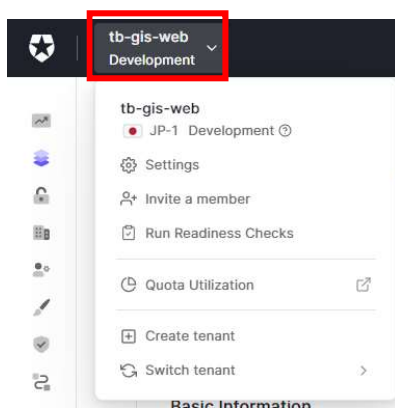 tb-gis-web
Development
tb-gis-web
JP-1 Development
Settings
Invite a member
Run Readiness Checks
Quota Utilization
Create tenant
Switch tenant
Basic Information